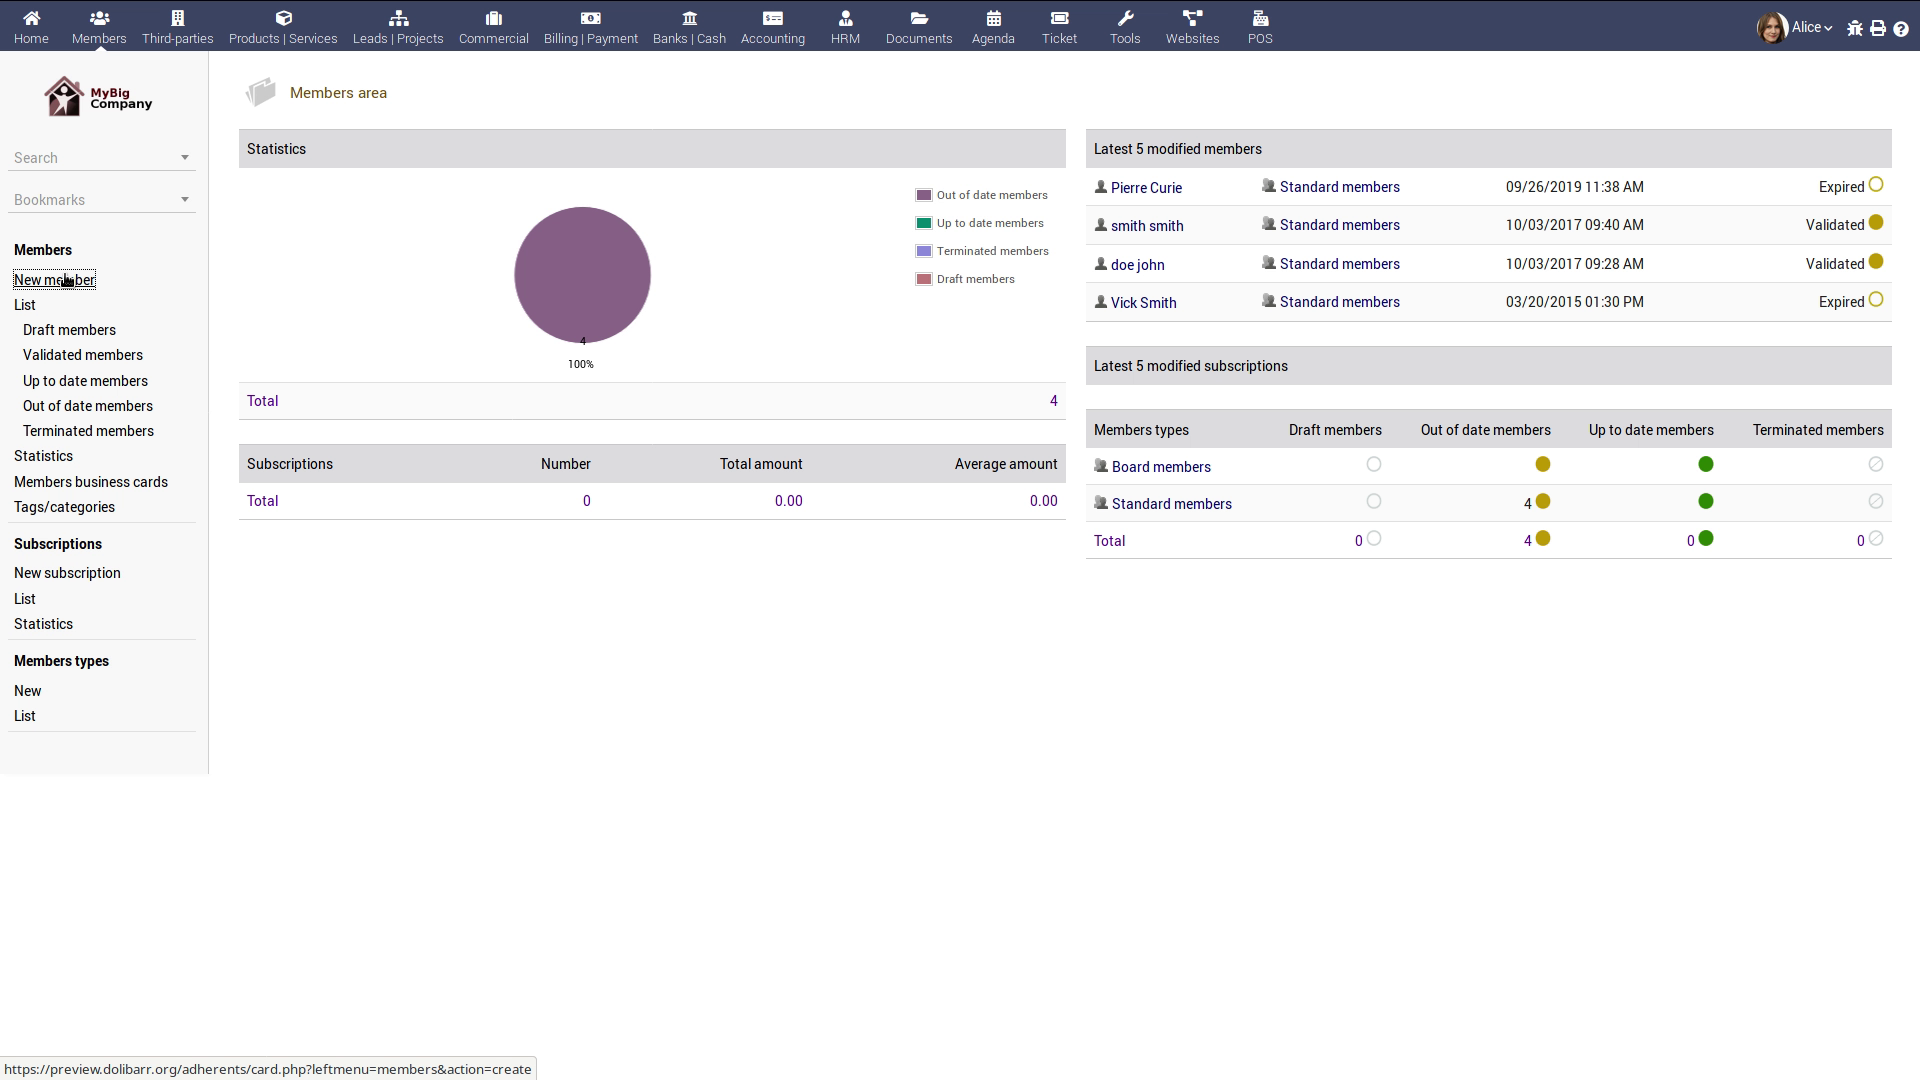 Home Members Third-parties Products | Services Leads | Projects Commercial Billing | Payment Banks | Cash Accounting HRM Documents Agenda Ticket Tools Websites POS Alice
MyBig
Company
Search
Bookmarks
Members
New member
List
Draft members
Validated members
Up to date members
Out of date members
Terminated members
Statistics
Members business cards
Tags/categories
Subscriptions
New subscription
List
Statistics
Members types
New
List
Members area
Statistics
Out of date members
Up to date members
Terminated members
Draft members
4
100%
Total 4
Subscriptions Number Total amount Average amount
Total 0 0.00 0.00
Latest 5 modified members
Pierre Curie Standard members 09/26/2019 11:38 AM Expired
smith smith Standard members 10/03/2017 09:40 AM Validated
doe john Standard members 10/03/2017 09:28 AM Validated
Vick Smith Standard members 03/20/2015 01:30 PM Expired
Latest 5 modified subscriptions
Members types Draft members Out of date members Up to date members Terminated members
Board members
Standard members 4
Total 0 4 0 0
https://preview.dolibarr.org/adherents/card.php?leftmenu=members&action=create